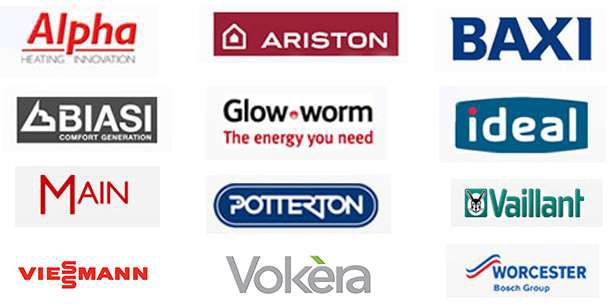 Alpha
HEATING INNOVATION
ARISTON
BAXI
BIASI
COMFORT GENERATION
Glow-worm
The energy you need
ideal
MAIN
POTTERTON
Vaillant
VIESSMANN
Vokèra
WORCESTER
Bosch Group